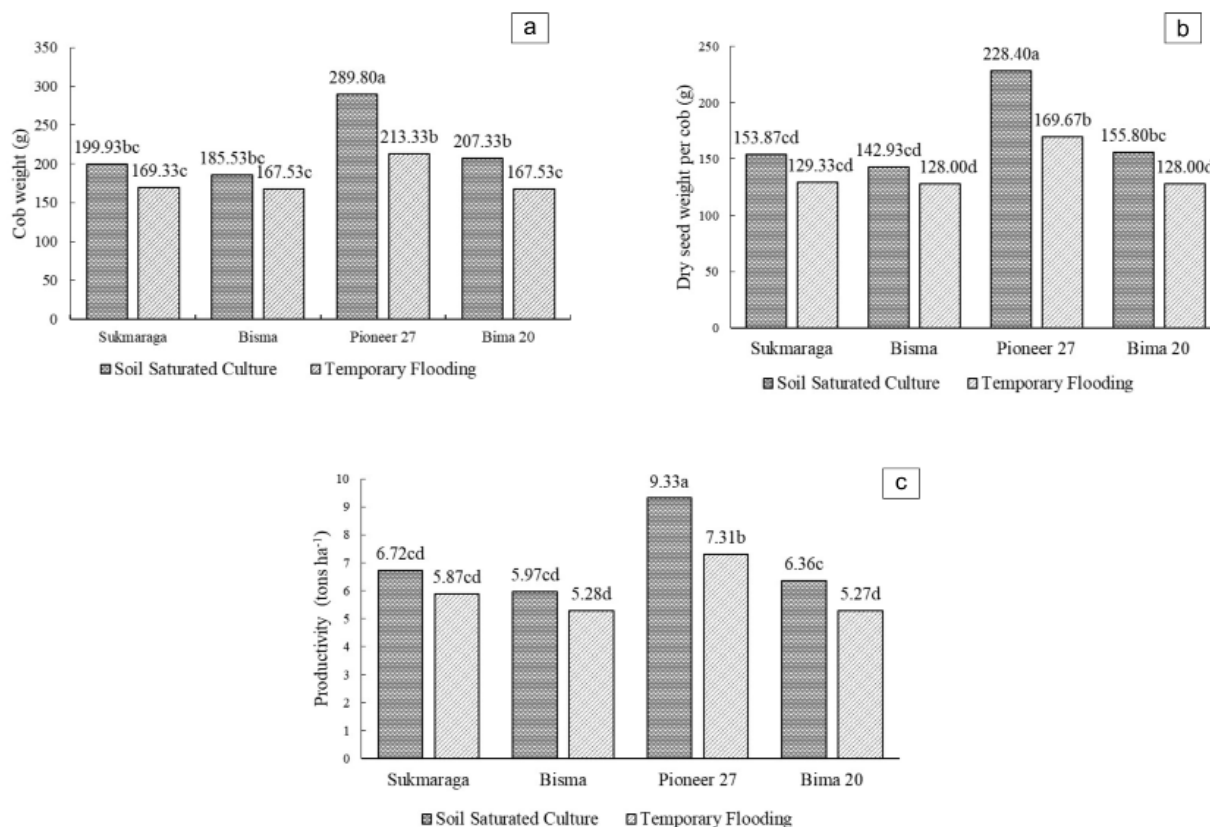 a
350
300
250
200
150
100
50
0
Cob weight (g)
199.93bc
169.33c
185.53bc
167.53c
289.80a
213.33b
207.33b
167.53c
Sukmaraga
Bisma
Pioneer 27
Bima 20
Soil Saturated Culture
Temporary Flooding
b
250
200
150
100
50
0
Dry seed weight per cob (g)
153.87cd
129.33cd
142.93cd
128.00d
228.40a
169.67b
155.80bc
128.00d
Sukmaraga
Bisma
Pioneer 27
Bima 20
Soil Saturated Culture
Temporary Flooding
c
10
9
8
7
6
5
4
3
2
1
0
Productivity (tons ha⁻¹)
6.72cd
5.87cd
5.97cd
5.28d
9.33a
7.31b
6.36c
5.27d
Sukmaraga
Bisma
Pioneer 27
Bima 20
Soil Saturated Culture
Temporary Flooding